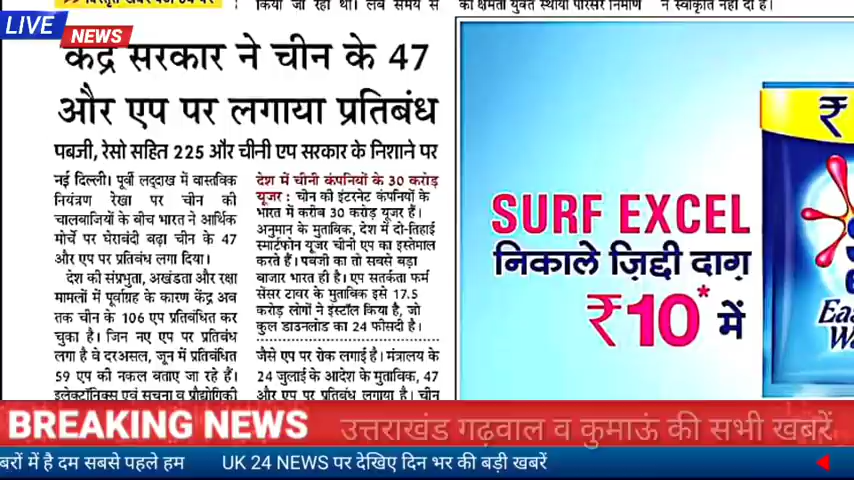 LIVE
NEWS
केंद्र सरकार ने चीन के 47
और एप पर लगाया प्रतिबंध
पबजी, रेसो सहित 225 और चीनी एप सरकार के निशाने पर
नई दिल्ली। पूर्वी लद्दाख में वास्तविक
नियंत्रण रेखा पर चीन की
चालबाजियों के बीच भारत ने आर्थिक
मोर्चे पर घेराबंदी बढ़ा चीन के 47
और एप पर प्रतिबंध लगा दिया।
देश की संप्रभुता, अखंडता और रक्षा
मामलों में पूर्वाग्रह के कारण केंद्र अब
तक चीन के 106 एप प्रतिबंधित कर
चुका है। जिन नए एप पर प्रतिबंध
लगा है वे दरअसल, जून में प्रतिबंधित
59 एप की नकल बताए जा रहे हैं।
इलेक्ट्रॉनिक्स एवं सूचना व प्रौद्योगिकी
किया जा रहा था। लंबे समय से
देश में चीनी कंपनियों के 30 करोड़
यूजर : चीन की इंटरनेट कंपनियों के
भारत में करीब 30 करोड़ यूजर हैं।
अनुमान के मुताबिक, देश में दो-तिहाई
स्मार्टफोन यूजर चीनी एप का इस्तेमाल
करते हैं। पबजी का तो सबसे बड़ा
बाजार भारत ही है। एप सतर्कता फर्म
सेंसर टावर के मुताबिक इसे 17.5
करोड़ लोगों ने इंस्टॉल किया है, जो
कुल डाउनलोड का 24 फीसदी है।
जैसे एप पर रोक लगाई है। मंत्रालय के
24 जुलाई के आदेश के मुताबिक, 47
और एप पर प्रतिबंध लगाया है। चीन
SURF EXCEL
निकाले ज़िद्दी दाग़
₹10* में
₹
BREAKING NEWS
उत्तराखंड गढ़वाल व कुमाऊं की सभी खबरें
बरों में है दम सबसे पहले हम
UK 24 NEWS पर देखिए दिन भर की बड़ी खबरें